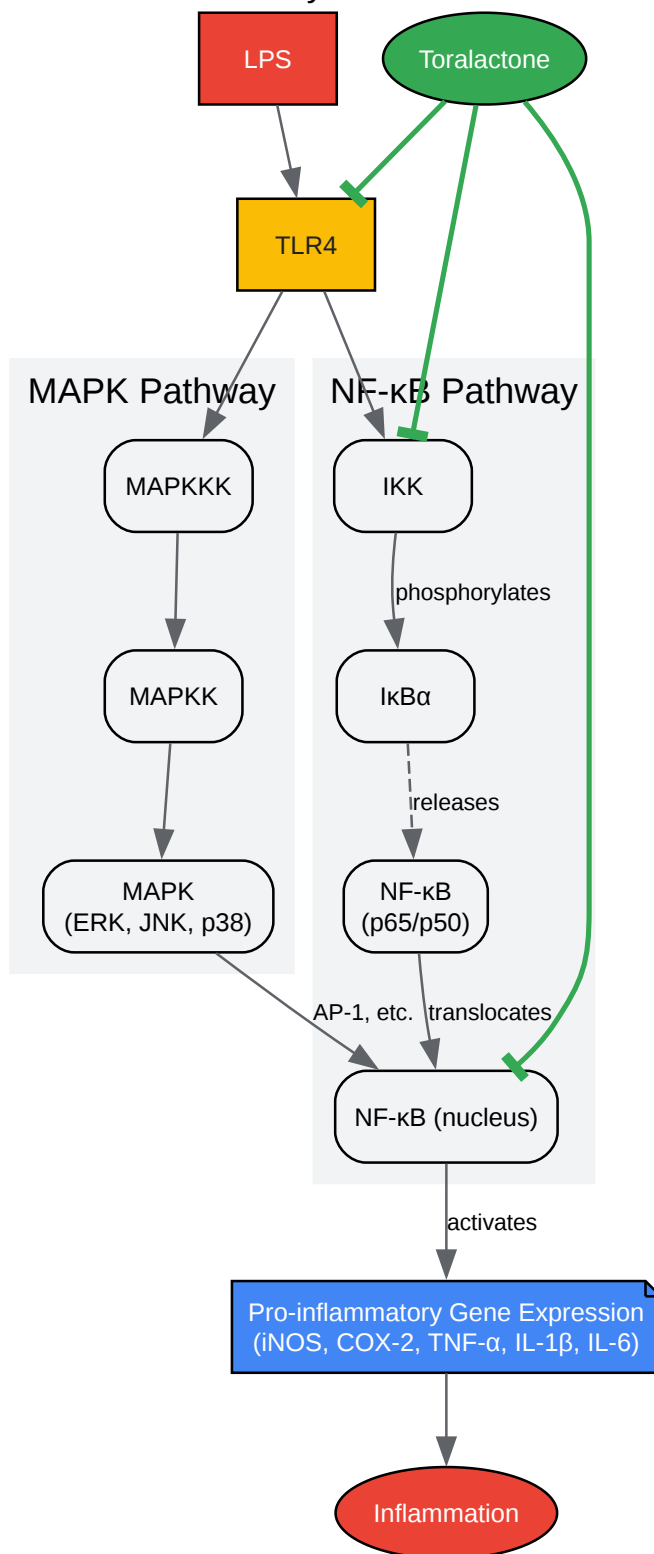 LPS
Toralactone
TLR4
MAPK Pathway
NF-κB Pathway
MAPKKK
IKK
phosphorylates
MAPKK
IκBα
releases
MAPK
(ERK, JNK, p38)
NF-κB
(p65/p50)
AP-1, etc.
translocates
NF-κB (nucleus)
activates
Pro-inflammatory Gene Expression
(iNOS, COX-2, TNF-α, IL-1β, IL-6)
Inflammation